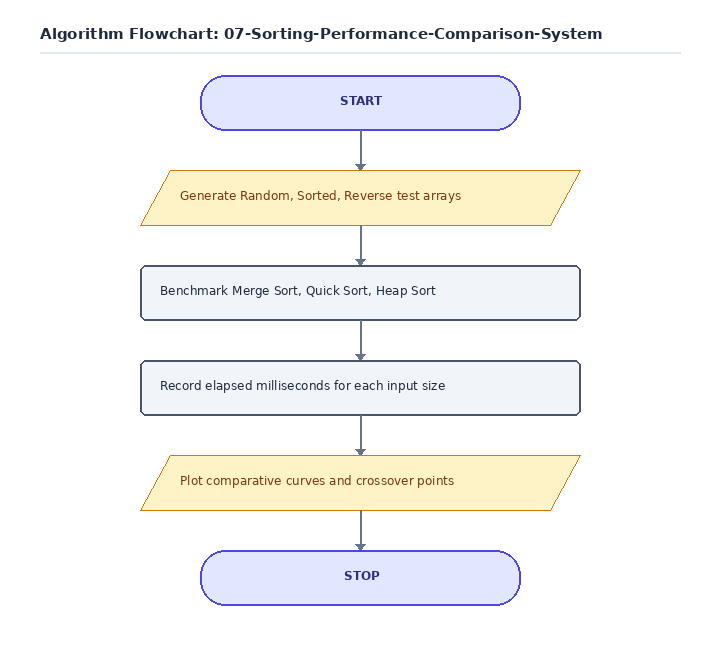 Algorithm Flowchart: 07-Sorting-Performance-Comparison-System
START
Generate Random, Sorted, Reverse test arrays
Benchmark Merge Sort, Quick Sort, Heap Sort
Record elapsed milliseconds for each input size
Plot comparative curves and crossover points
STOP